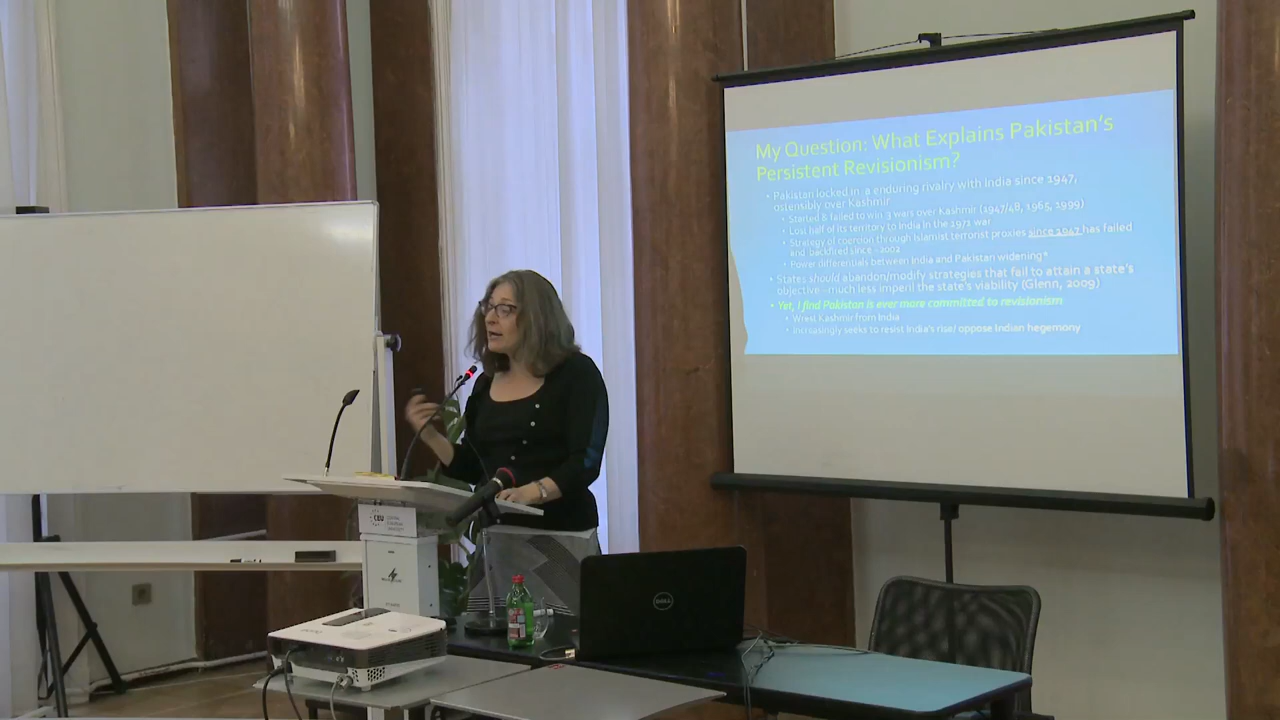 My Question: What Explains Pakistan's
Persistent Revisionism?
• Pakistan locked in a enduring rivalry with India since 1947,
ostensibly over Kashmir
• Started & failed to win 3 wars over Kashmir (1947/48, 1965, 1999)
• Lost half of its territory to India in the 1971 war
• Strategy of coersion through Islamist terrorist proxies since 1947 has failed
and backfired since ~2002
• Power differentials between India and Pakistan widening*
• States should abandon/modify strategies that fail to attain a state's
objective –much less imperil the state's viability (Glenn, 2009)
• Yet, I find Pakistan is ever more committed to revisionism
• Wrest Kashmir from India
• Increasingly seeks to resist India's rise/ oppose Indian hegemony
CEU
DELL